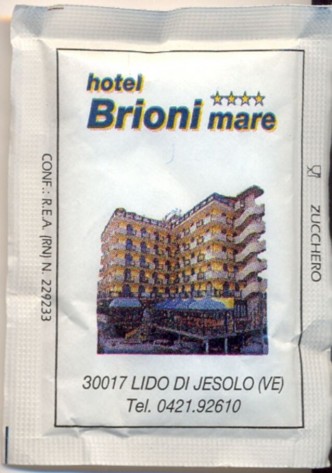 hotel
Brioni mare
30017 LIDO DI JESOLO (VE)
Tel. 0421.92610
CONF.: R.E.A. (RN) N. 229233
ZUCCHERO